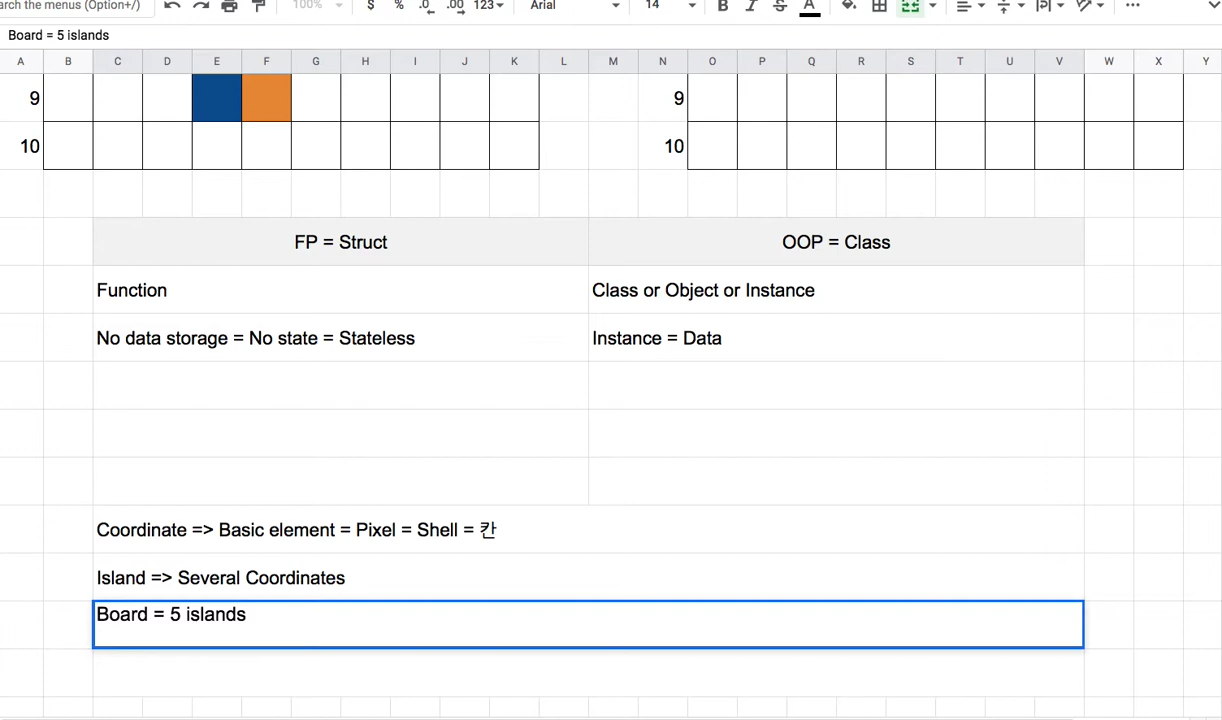 arch the menus (Option+/)
100%
$ % .0 .00 123
Arial
14
B I S A
Board = 5 islands
A B C D E F G H I J K L M N O P Q R S T U V W X Y
9 9
10 10
FP = Struct OOP = Class
Function Class or Object or Instance
No data storage = No state = Stateless Instance = Data
Coordinate => Basic element = Pixel = Shell = 칸
Island => Several Coordinates
Board = 5 islands